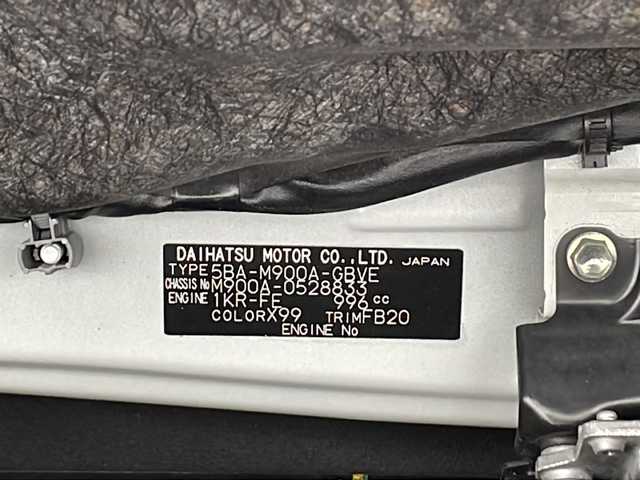 DAIHATSU MOTOR CO.,LTD. JAPAN
TYPE 5BA-M900A-GBVE
CHASSIS No M900A-0528833
ENGINE 1KR-FE 996 cc
COLOR X99 TRIM FB20
ENGINE No